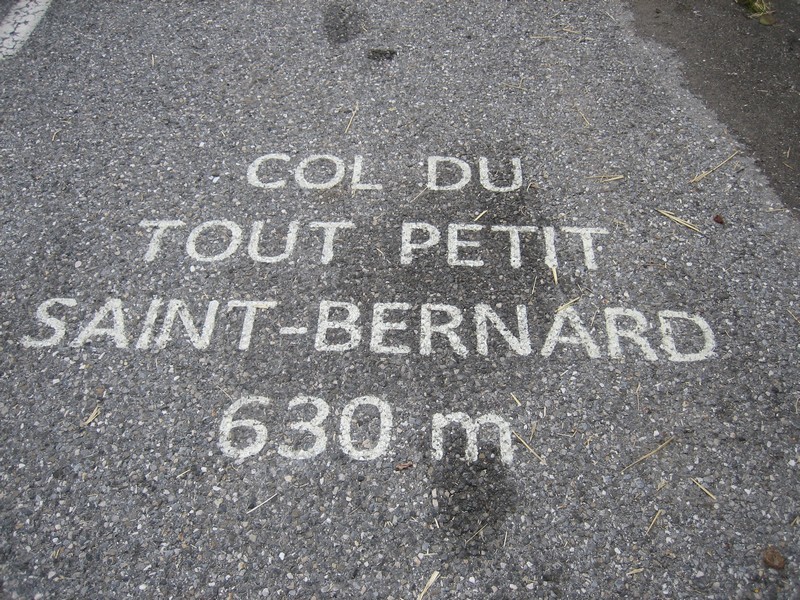 COL DU
TOUT PETIT
SAINT-BERNARD
630 m